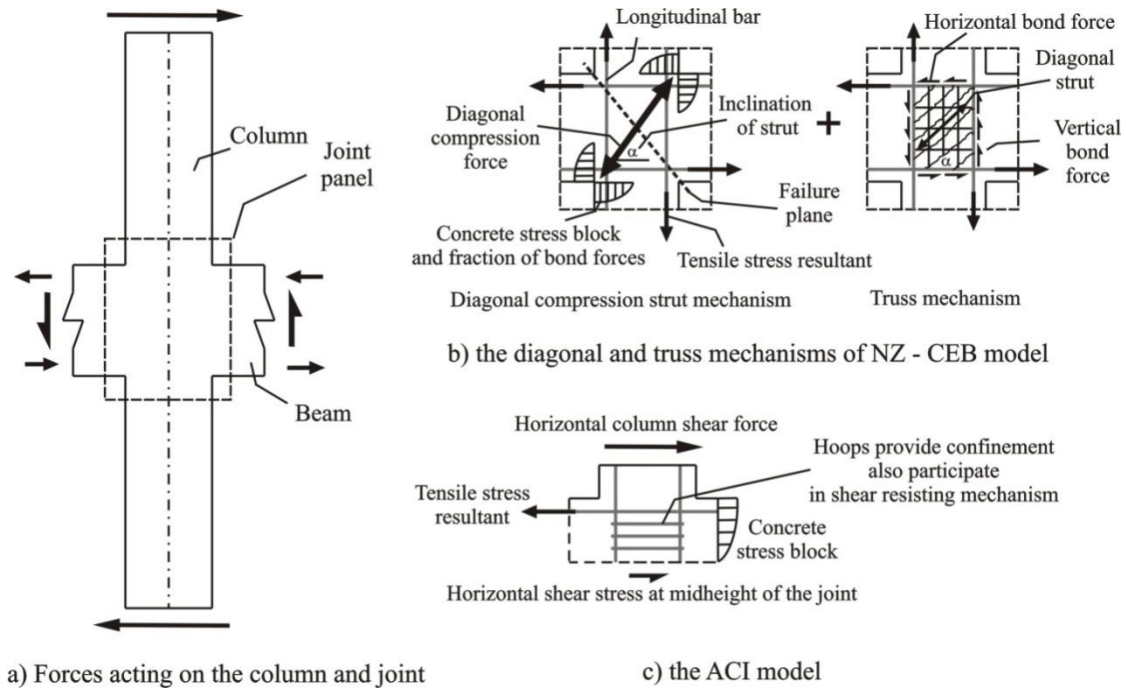 Column
Joint
panel
Beam
a) Forces acting on the column and joint
Longitudinal bar
Diagonal
compression
force
Inclination
of strut
α
Failure
plane
Concrete stress block
and fraction of bond forces
Tensile stress resultant
Diagonal compression strut mechanism
+
Horizontal bond force
Diagonal
strut
Vertical
bond
force
α
Truss mechanism
b) the diagonal and truss mechanisms of NZ - CEB model
Horizontal column shear force
Hoops provide confinement
also participate
in shear resisting mechanism
Tensile stress
resultant
Concrete
stress block
Horizontal shear stress at midheight of the joint
c) the ACI model